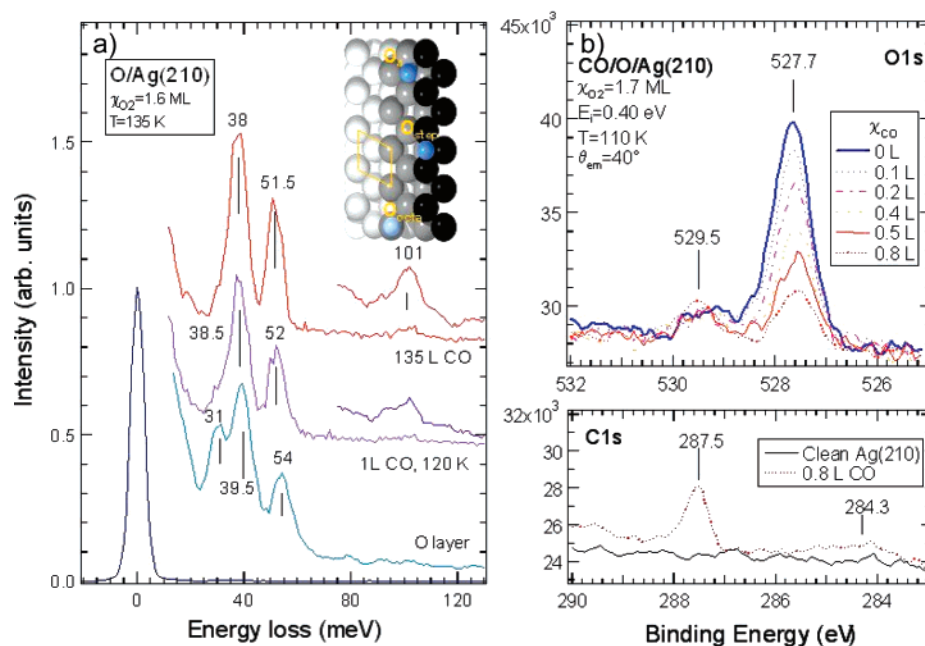 a)
O/Ag(210)
χO2=1.6 ML
T=135 K
Intensity (arb. units)
1.5
1.0
0.5
0.0
38
51.5
101
135 L CO
38.5
52
1L CO, 120 K
31
39.5
54
O layer
Ostep
Oocta
0
40
80
120
Energy loss (meV)
b)
45x10³
40
35
30
CO/O/Ag(210)
χO2=1.7 ML
Ei=0.40 eV
T=110 K
θem=40°
527.7
O1s
529.5
χCO
0 L
0.1 L
0.2 L
0.4 L
0.5 L
0.8 L
532
530
528
526
32x10³
28
26
24
C1s
287.5
284.3
Clean Ag(210)
0.8 L CO
290
288
286
284
Binding Energy (eV)